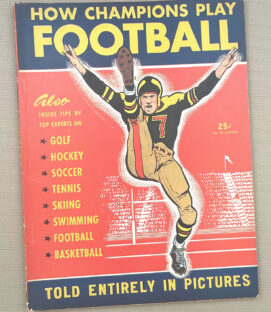 HOW CHAMPIONS PLAY
FOOTBALL
Also
INSIDE TIPS BY
TOP EXPERTS ON
★ GOLF
★ HOCKEY
★ SOCCER
★ TENNIS
★ SKIING
★ SWIMMING
★ FOOTBALL
★ BASKETBALL
7
25¢
TOLD ENTIRELY IN PICTURES